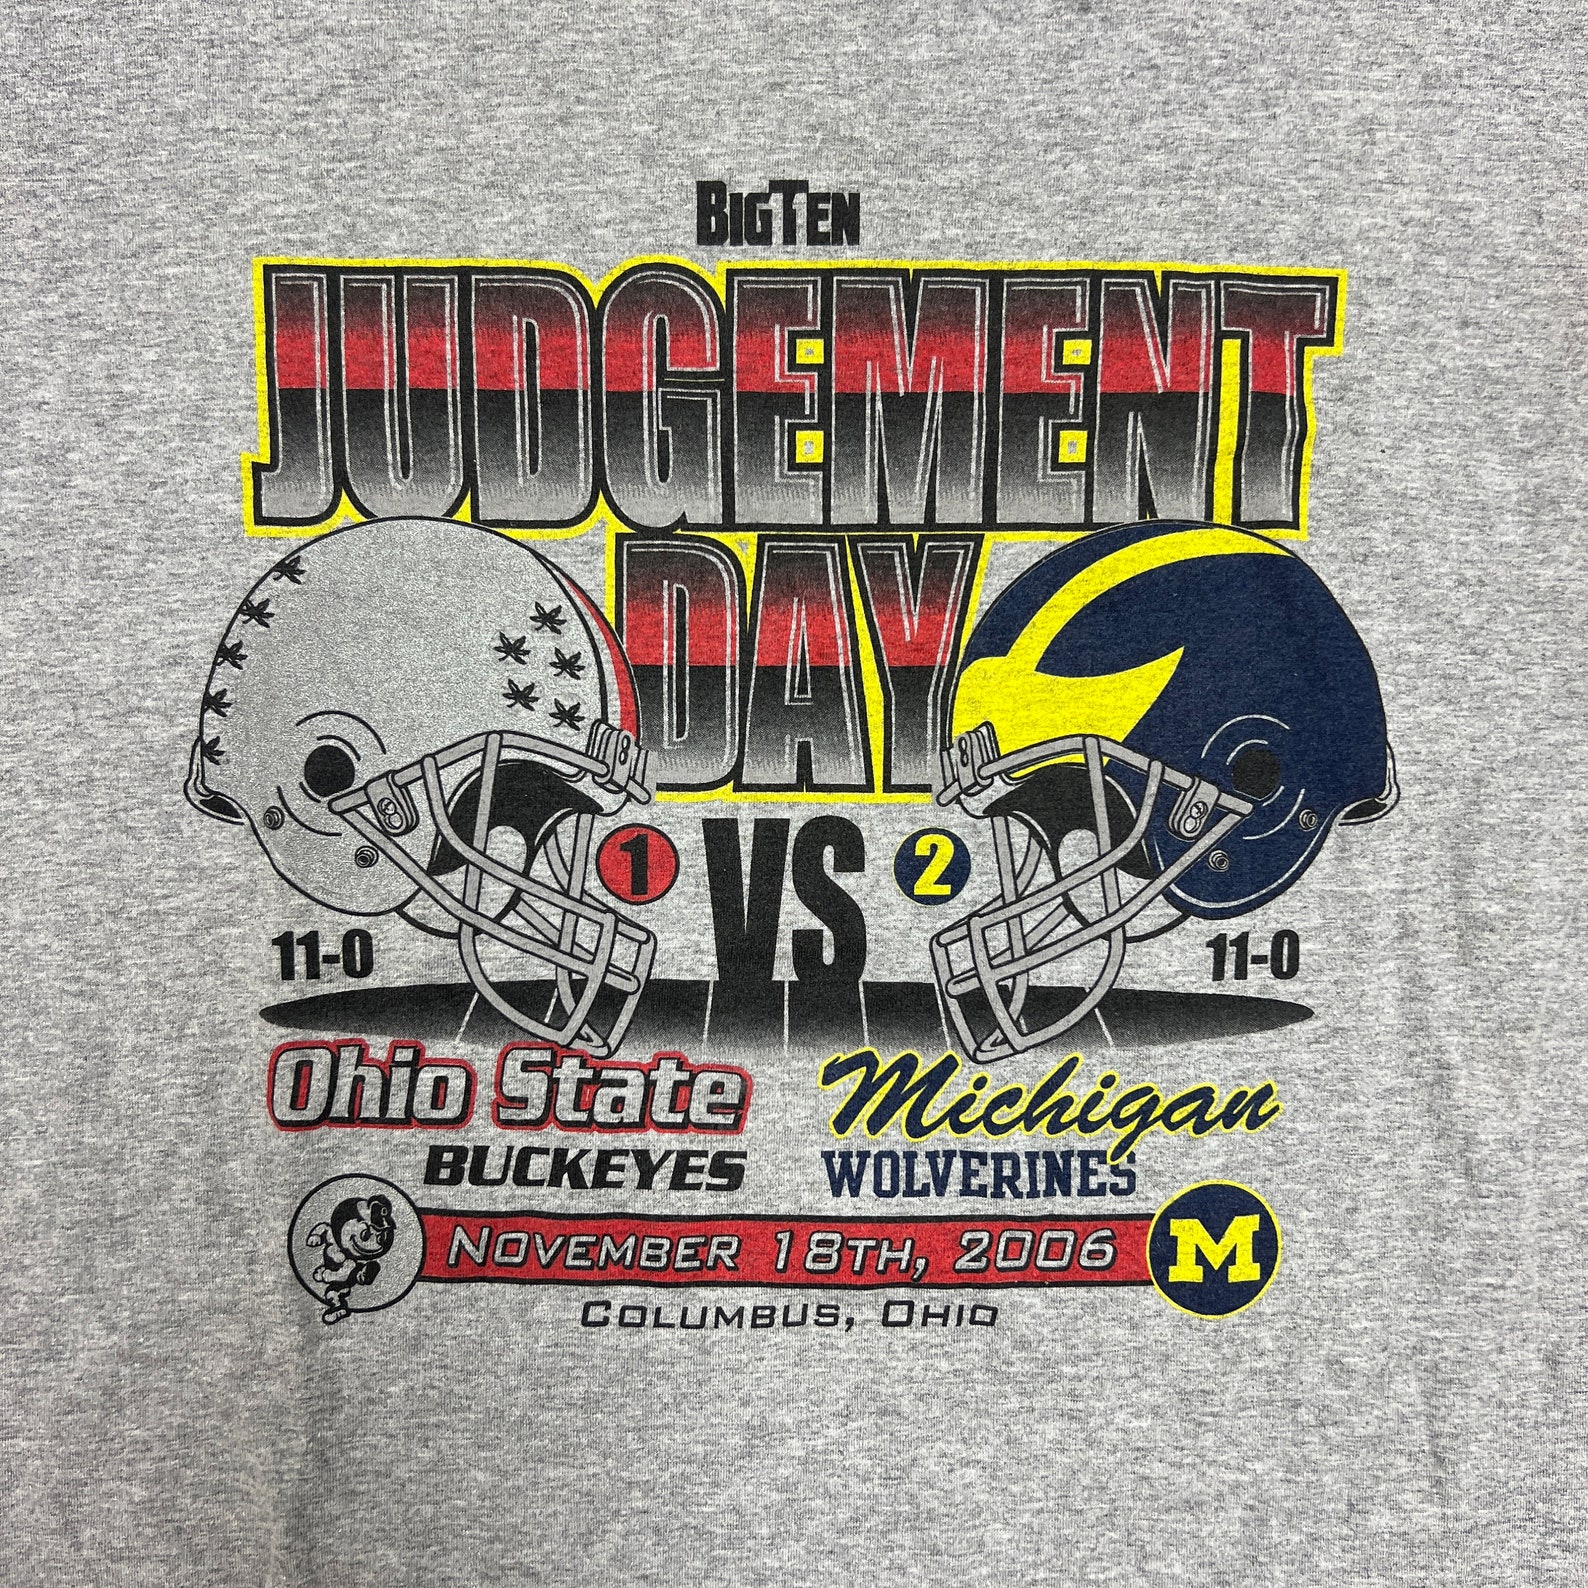 BIGTEN
JUDGEMENT
DAY
1 VS 2
11-0 11-0
Ohio State Michigan
BUCKEYES WOLVERINES
NOVEMBER 18TH, 2006 M
COLUMBUS, OHIO